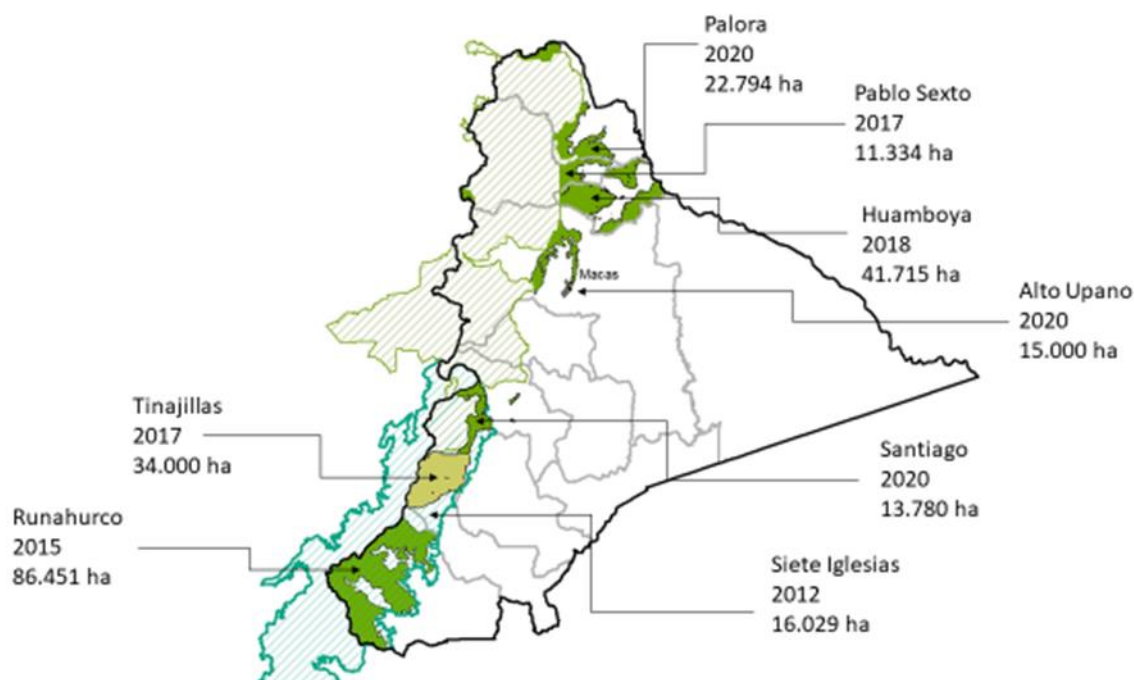 Palora
2020
22.794 ha
Pablo Sexto
2017
11.334 ha
Huamboya
2018
41.715 ha
Macas
Alto Upano
2020
15.000 ha
Tinajillas
2017
34.000 ha
Santiago
2020
13.780 ha
Runahurco
2015
86.451 ha
Siete Iglesias
2012
16.029 ha